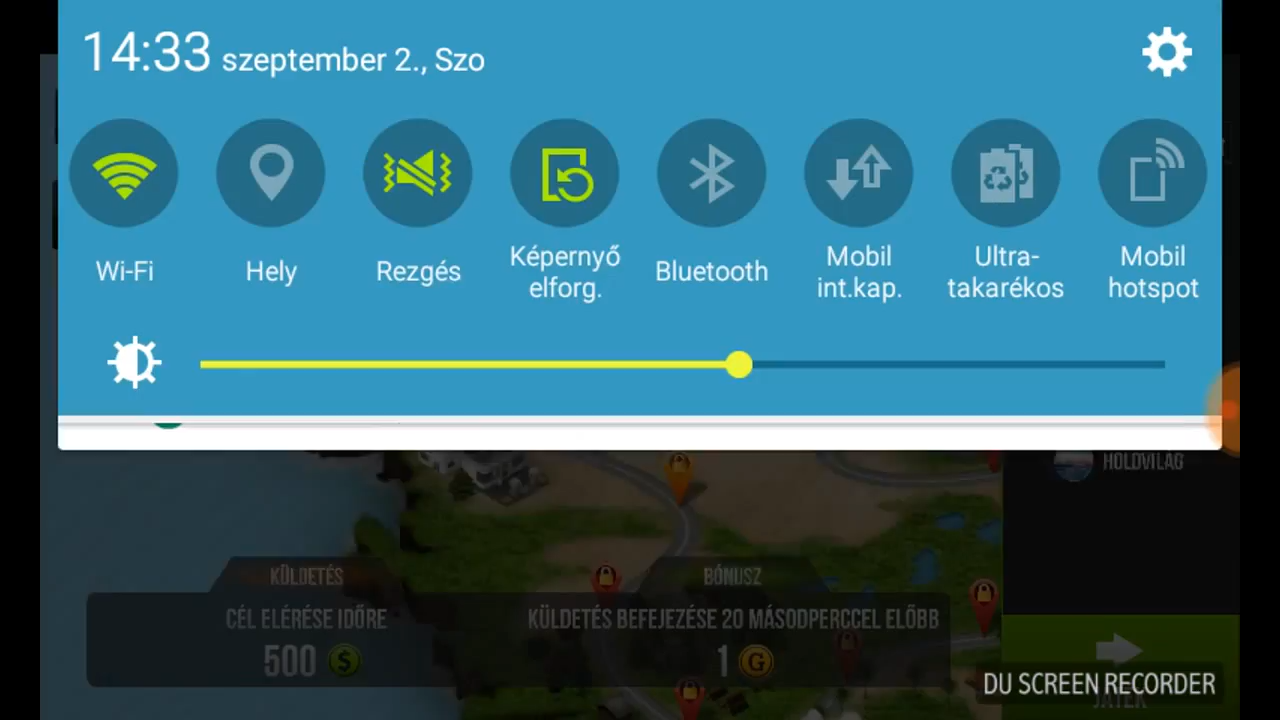 14:33 szeptember 2., Szo
Wi-Fi
Hely
Rezgés
Képernyő
elforg.
Bluetooth
Mobil
int.kap.
Ultra-
takarékos
Mobil
hotspot
HOLDVILÁG
KÜLDETÉS
CÉL ELÉRÉSE IDŐRE
500 $
BÓNUSZ
KÜLDETÉS BEFEJEZÉSE 20 MÁSODPERCCEL ELŐBB
1 G
DU SCREEN RECORDER
JÁTÉK